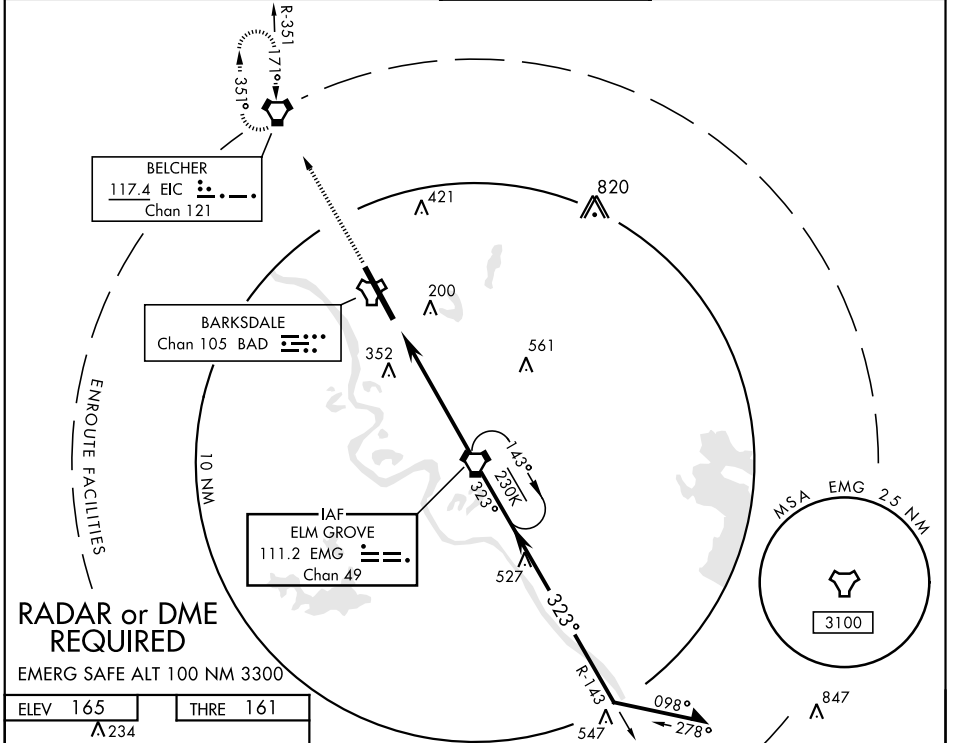 R-351
171°
351°
BELCHER
117.4 EIC
Chan 121
421
820
BARKSDALE
Chan 105 BAD
200
352
561
ENROUTE FACILITIES
10 NM
143°
230K
323°
IAF
ELM GROVE
111.2 EMG
Chan 49
527
MSA EMG 25 NM
3100
323°
RADAR or DME
REQUIRED
EMERG SAFE ALT 100 NM 3300
R-143
098°
278°
547
847
ELEV 165
THRE 161
234